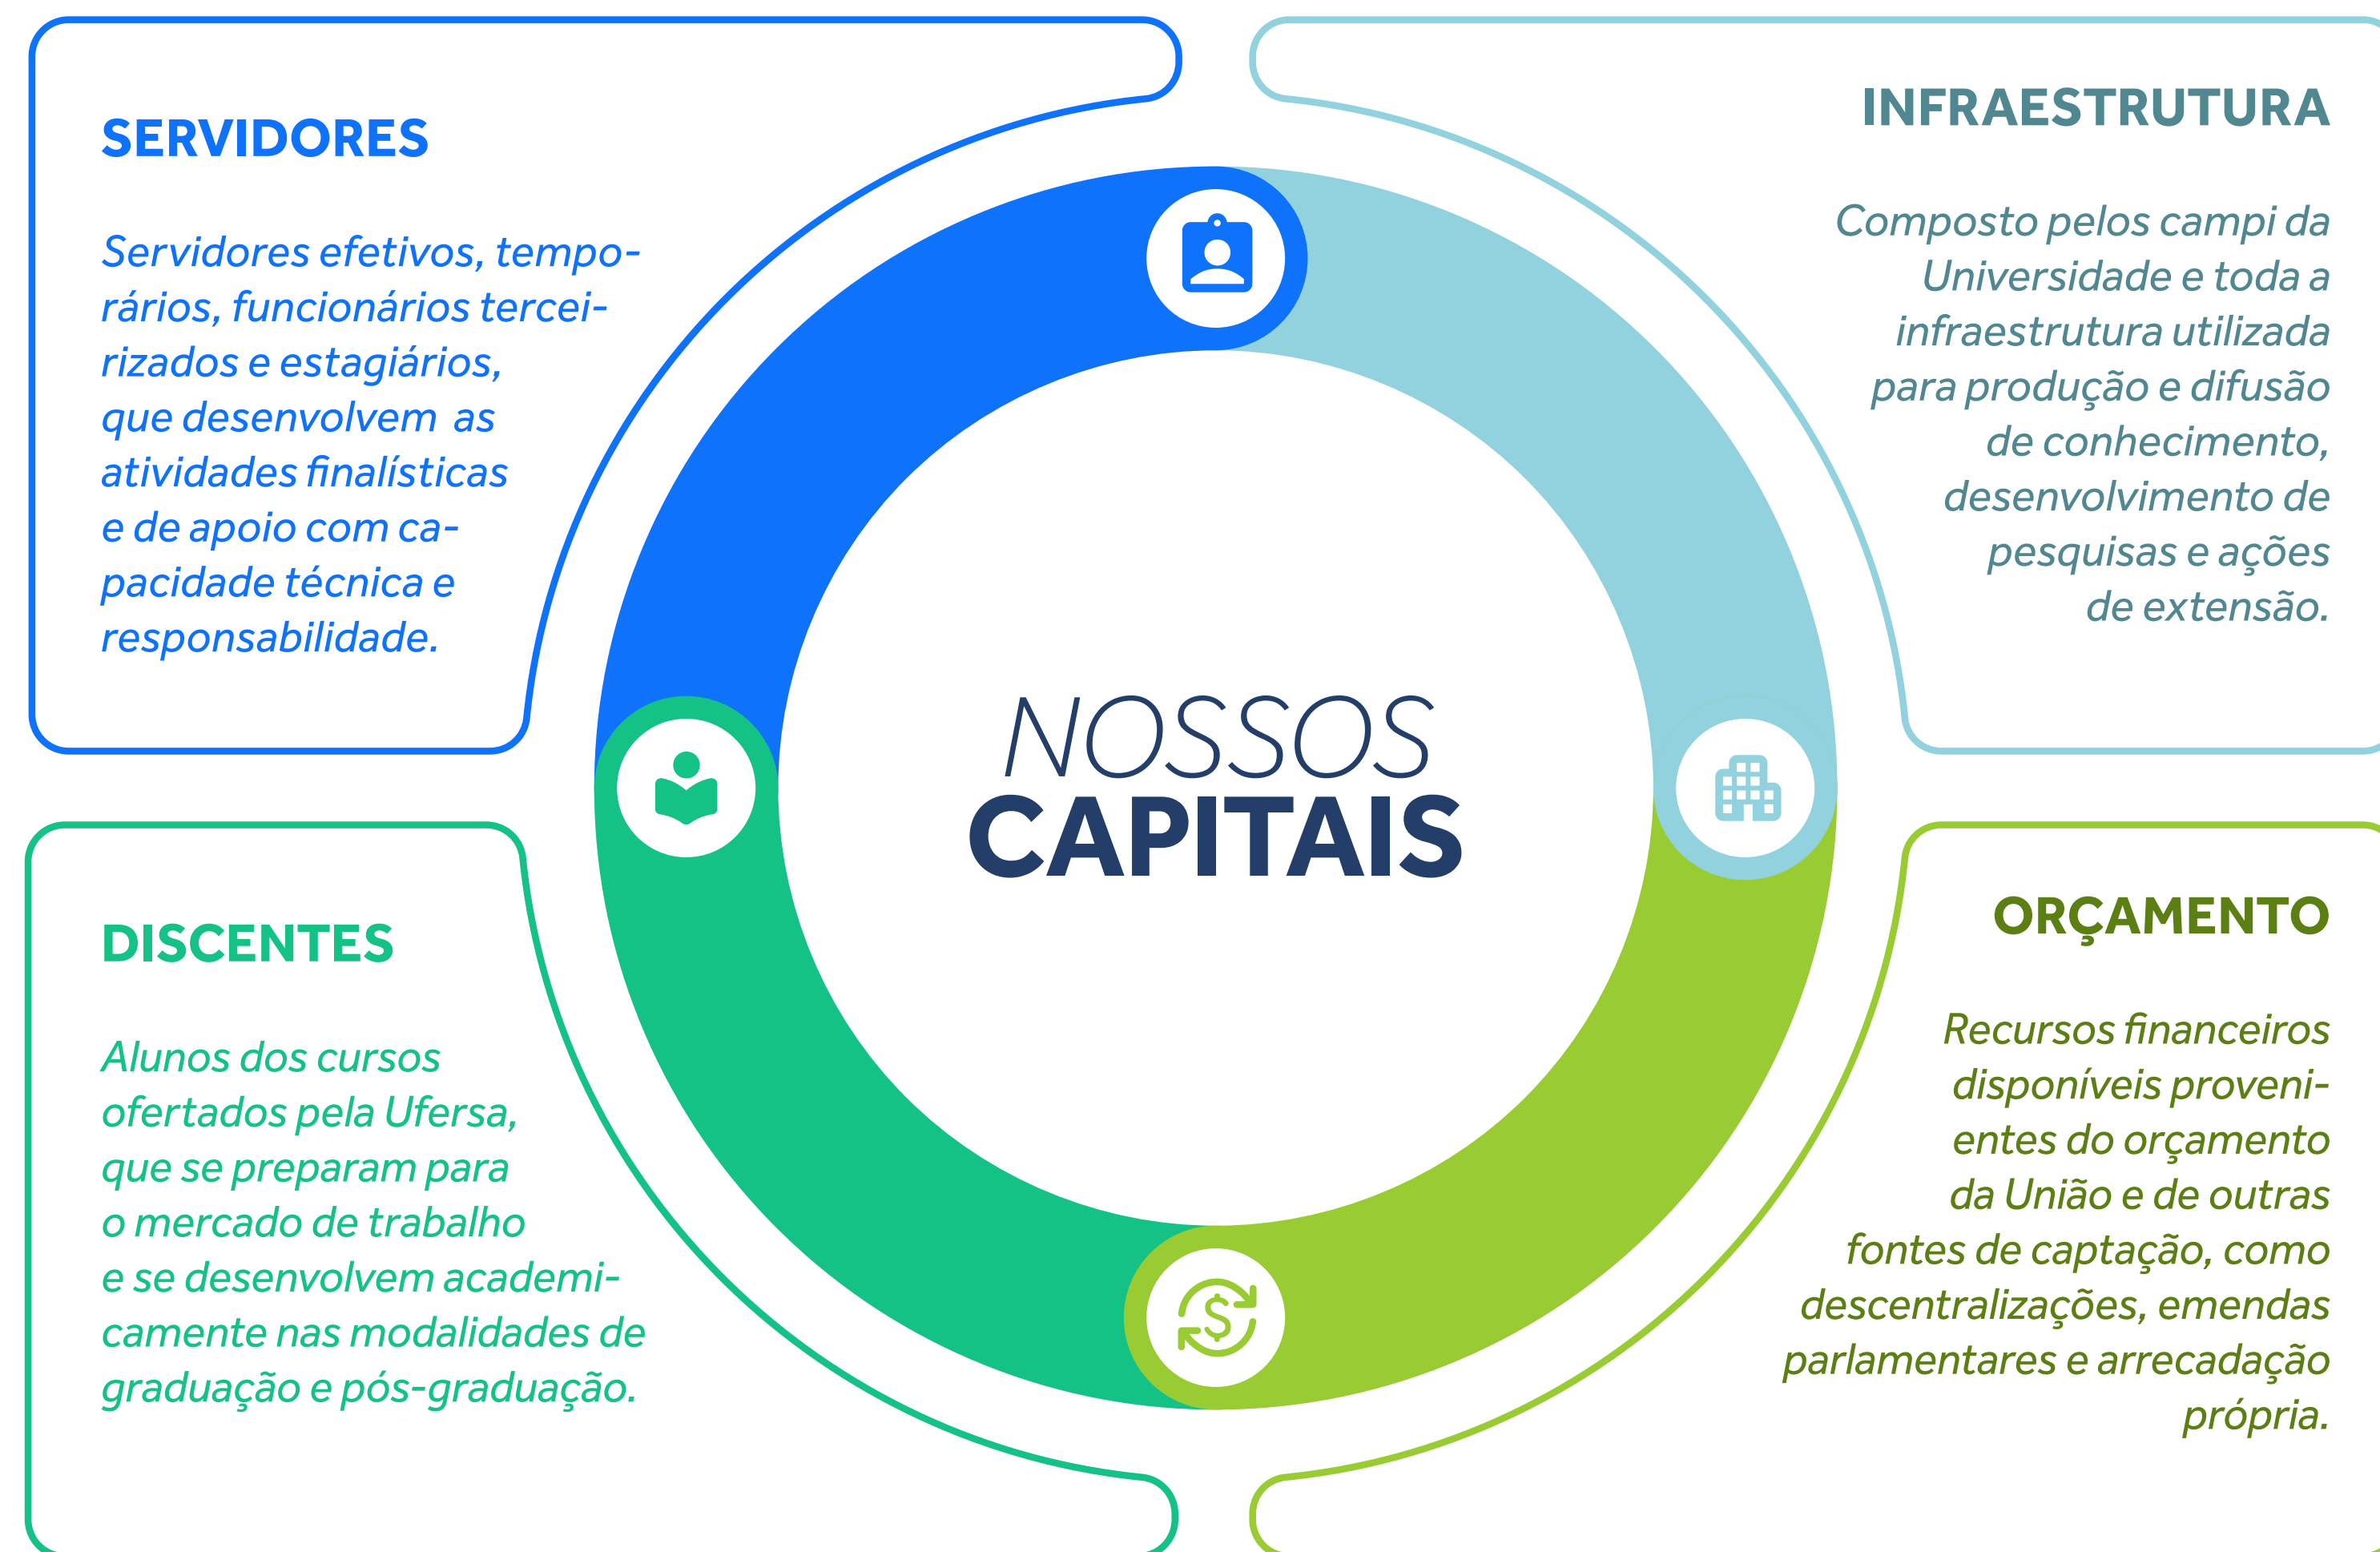 SERVIDORES
Servidores efetivos, tempo-
rários, funcionários tercei-
rizados e estagiários,
que desenvolvem as
atividades finalísticas
e de apoio com ca-
pacidade técnica e
responsabilidade.
INFRAESTRUTURA
Composto pelos campi da
Universidade e toda a
infraestrutura utilizada
para produção e difusão
de conhecimento,
desenvolvimento de
pesquisas e ações
de extensão.
NOSSOS
CAPITAIS
DISCENTES
Alunos dos cursos
ofertados pela Ufersa,
que se preparam para
o mercado de trabalho
e se desenvolvem academi-
camente nas modalidades de
graduação e pós-graduação.
ORÇAMENTO
Recursos financeiros
disponíveis proveni-
entes do orçamento
da União e de outras
fontes de captação, como
descentralizações, emendas
parlamentares e arrecadação
própria.
$